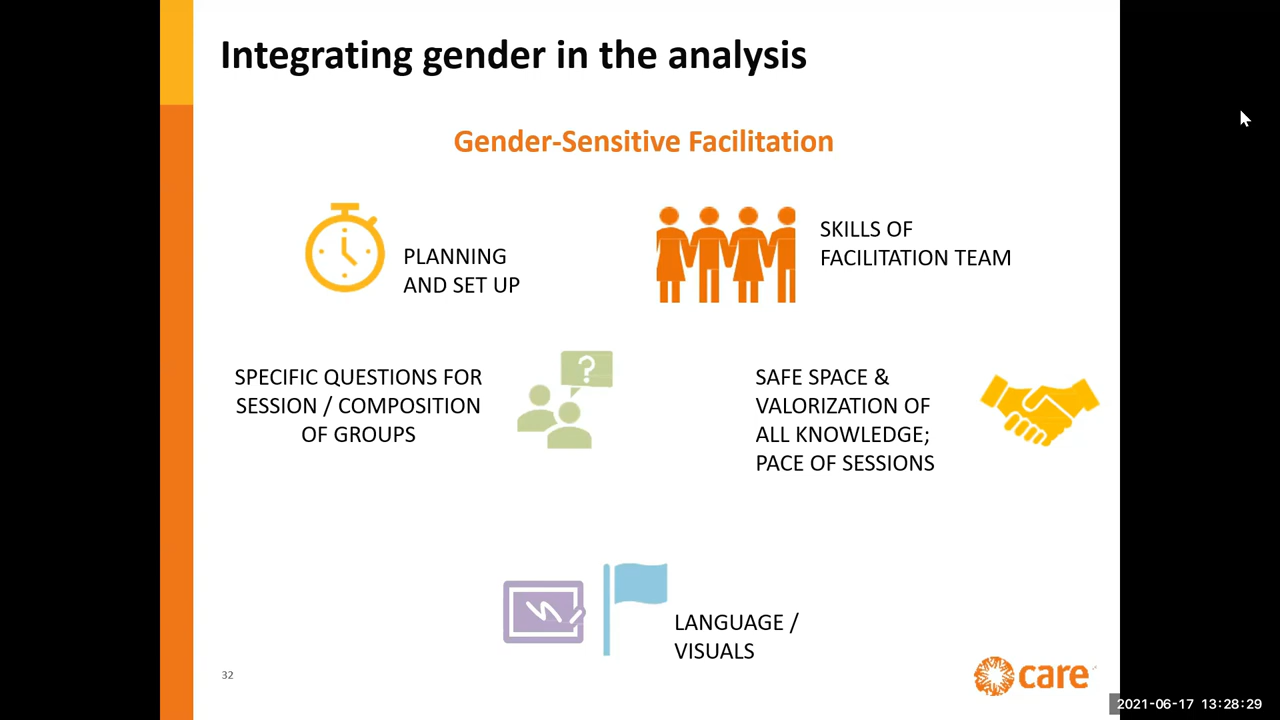 Integrating gender in the analysis
Gender-Sensitive Facilitation
PLANNING
AND SET UP
SKILLS OF
FACILITATION TEAM
SPECIFIC QUESTIONS FOR
SESSION / COMPOSITION
OF GROUPS
?
SAFE SPACE &
VALORIZATION OF
ALL KNOWLEDGE;
PACE OF SESSIONS
LANGUAGE /
VISUALS
32
care
2021-06-17 13:28:29